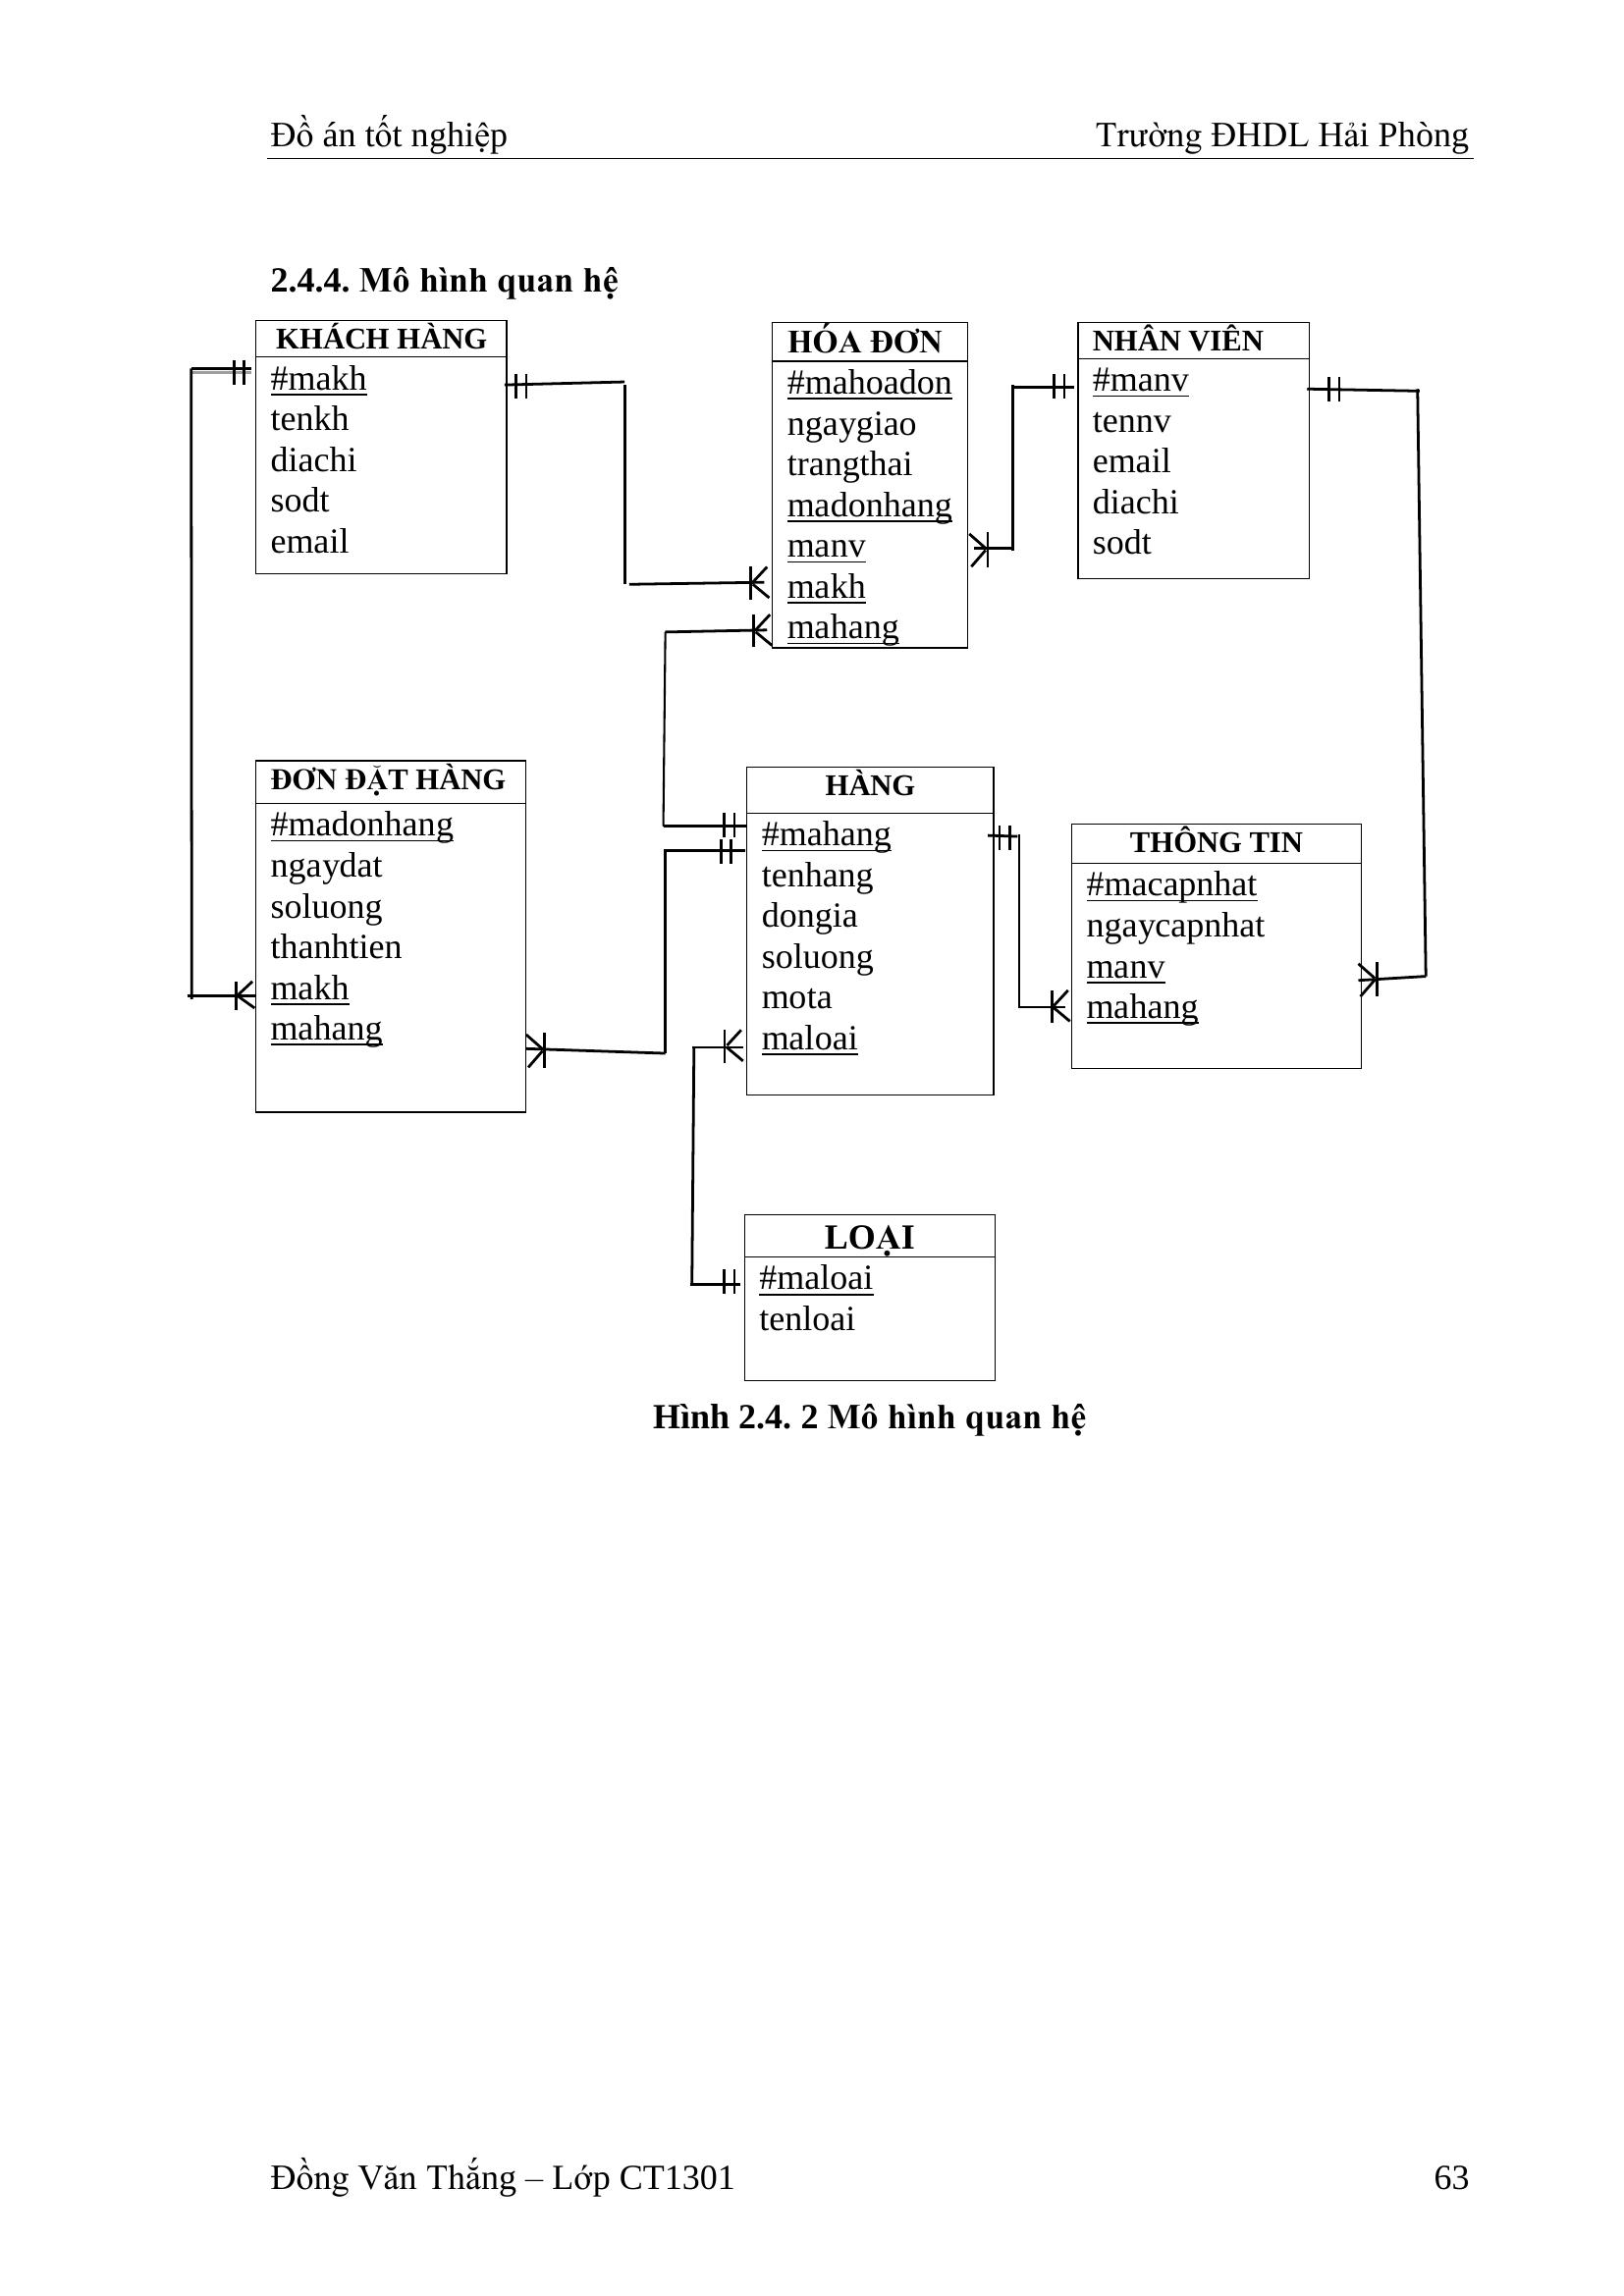 Đồ án tốt nghiệp Trường ĐHDL Hải Phòng
2.4.4. Mô hình quan hệ
KHÁCH HÀNG
#makh
tenkh
diachi
sodt
email
HÓA ĐƠN
#mahoadon
ngaygiao
trangthai
madonhang
manv
makh
mahang
NHÂN VIÊN
#manv
tennv
email
diachi
sodt
ĐƠN ĐẶT HÀNG
#madonhang
ngaydat
soluong
thanhtien
makh
mahang
HÀNG
#mahang
tenhang
dongia
soluong
mota
maloai
THÔNG TIN
#macapnhat
ngaycapnhat
manv
mahang
LOẠI
#maloai
tenloai
Hình 2.4. 2 Mô hình quan hệ
Đồng Văn Thắng – Lớp CT1301 63